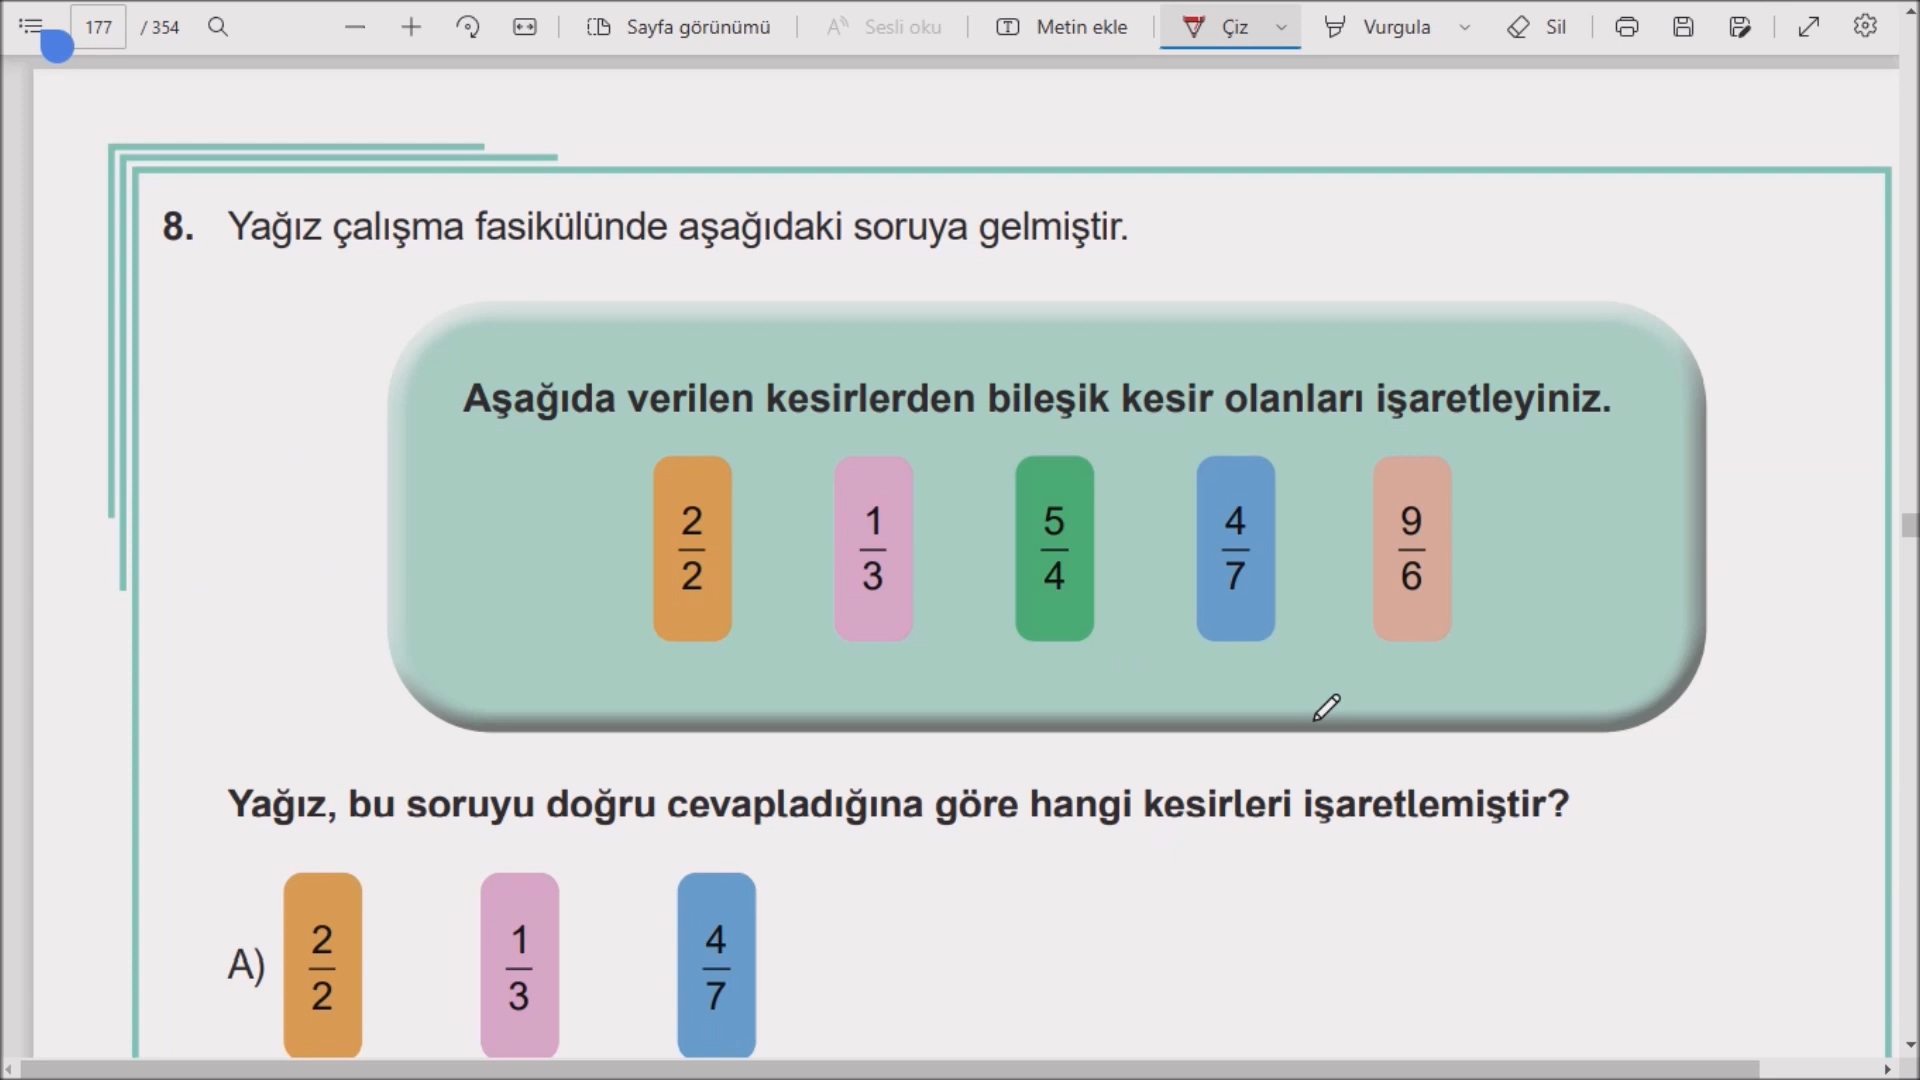 177 / 354 Sayfa görünümü Sesli oku Metin ekle Çiz Vurgula Sil
8. Yağız çalışma fasikülünde aşağıdaki soruya gelmiştir.
Aşağıda verilen kesirlerden bileşik kesir olanları işaretleyiniz.
2 1 5 4 9
2 3 4 7 6
Yağız, bu soruyu doğru cevapladığına göre hangi kesirleri işaretlemiştir?
2 1 4
A)
2 3 7